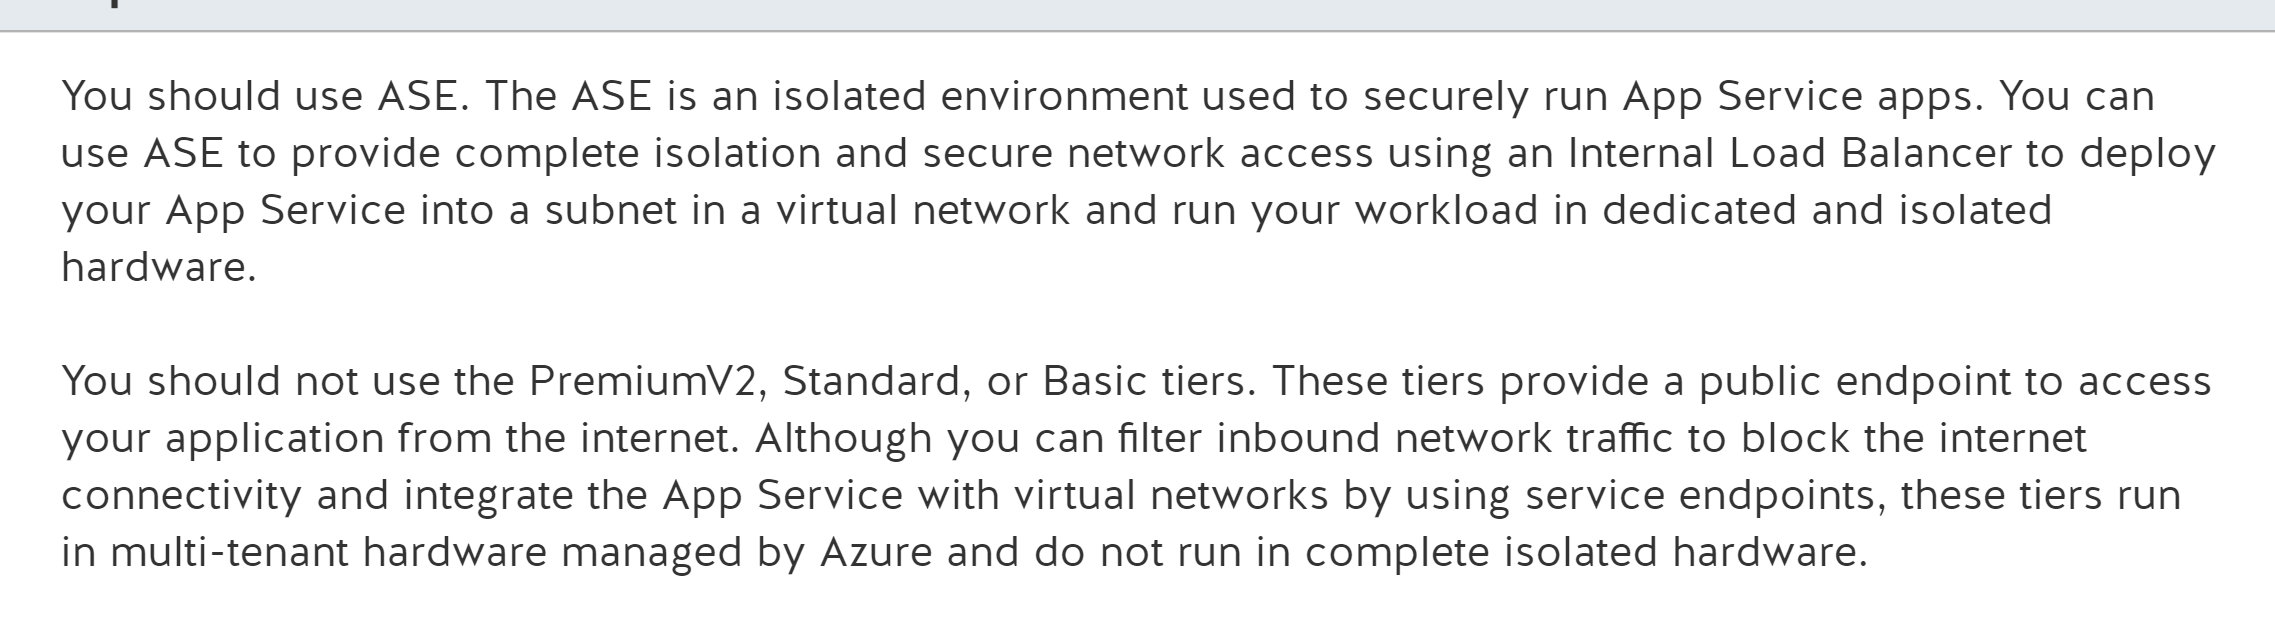 You should use ASE. The ASE is an isolated environment used to securely run App Service apps. You can
use ASE to provide complete isolation and secure network access using an Internal Load Balancer to deploy
your App Service into a subnet in a virtual network and run your workload in dedicated and isolated
hardware.
You should not use the PremiumV2, Standard, or Basic tiers. These tiers provide a public endpoint to access
your application from the internet. Although you can filter inbound network traffic to block the internet
connectivity and integrate the App Service with virtual networks by using service endpoints, these tiers run
in multi-tenant hardware managed by Azure and do not run in complete isolated hardware.